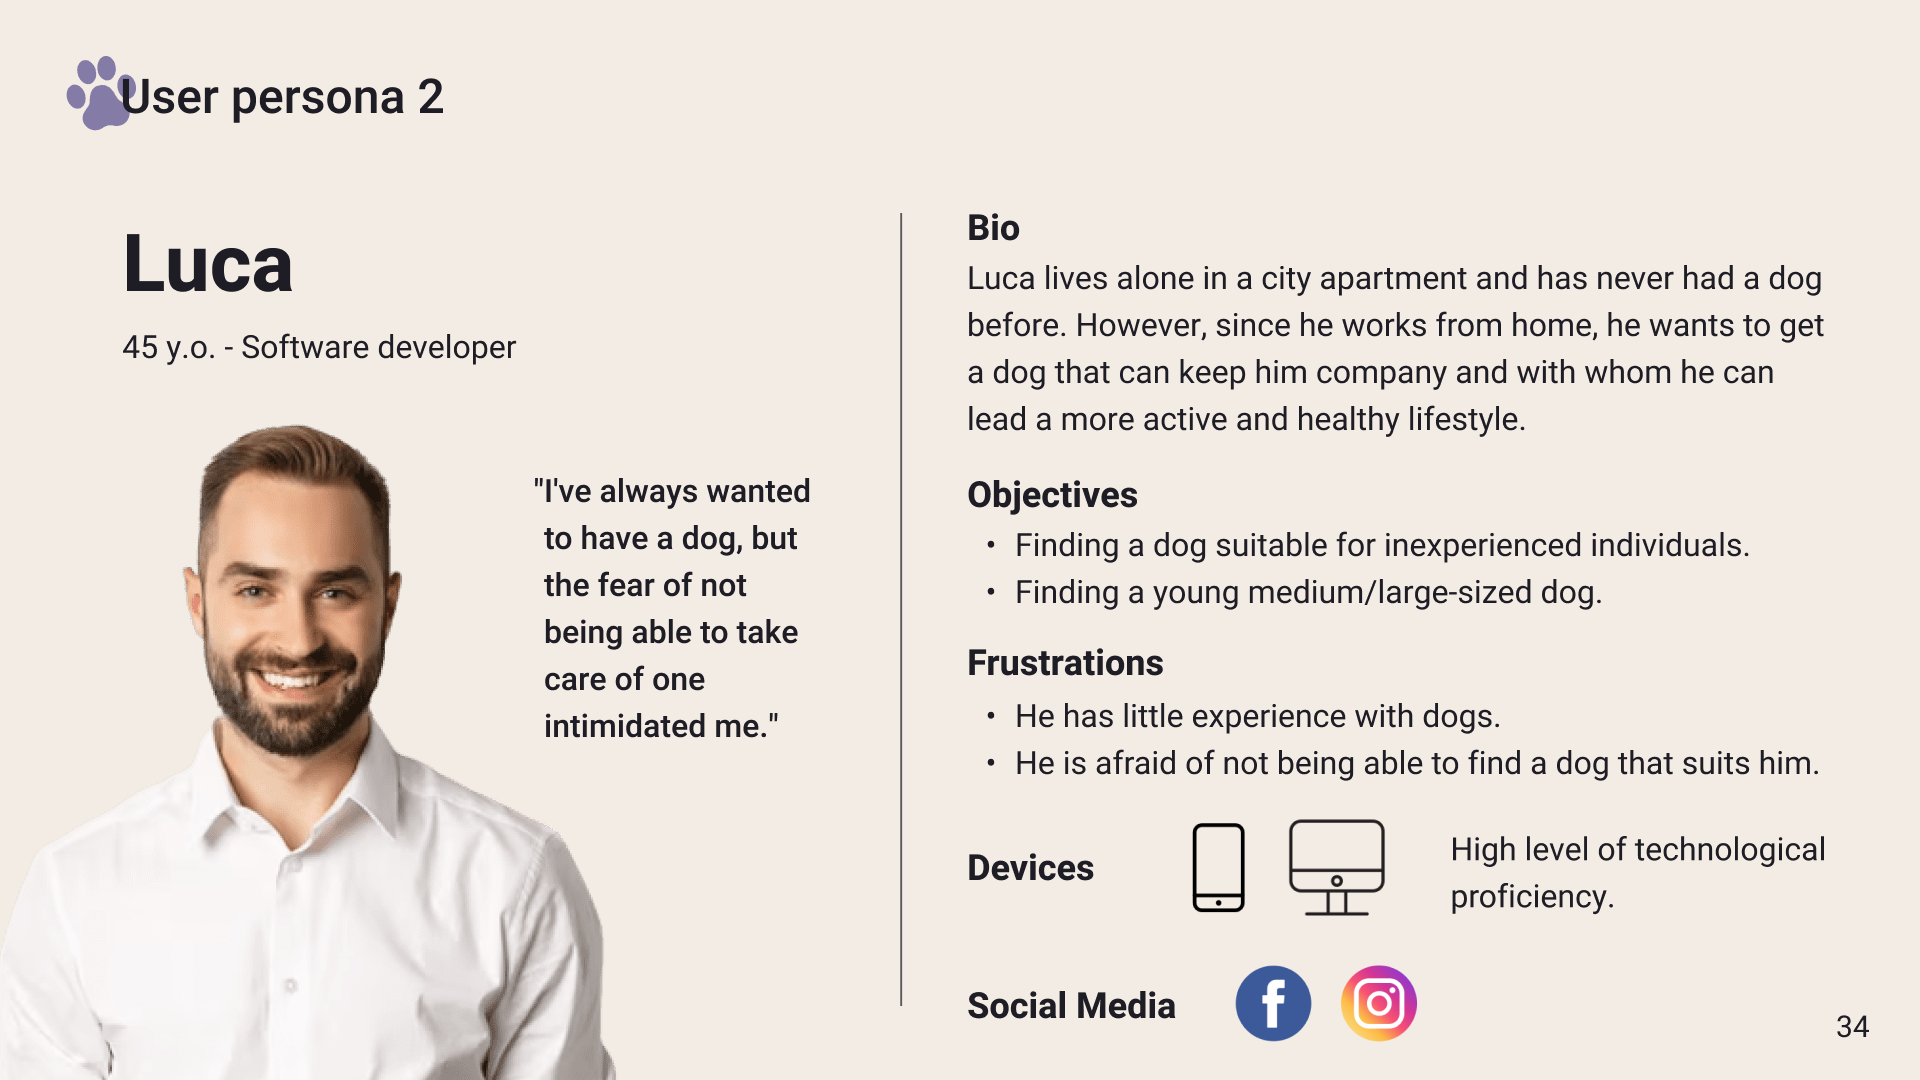 User persona 2
Luca
45 y.o. - Software developer
"I've always wanted
to have a dog, but
the fear of not
being able to take
care of one
intimidated me."
Bio
Luca lives alone in a city apartment and has never had a dog
before. However, since he works from home, he wants to get
a dog that can keep him company and with whom he can
lead a more active and healthy lifestyle.
Objectives
• Finding a dog suitable for inexperienced individuals.
• Finding a young medium/large-sized dog.
Frustrations
• He has little experience with dogs.
• He is afraid of not being able to find a dog that suits him.
Devices
High level of technological
proficiency.
Social Media
34